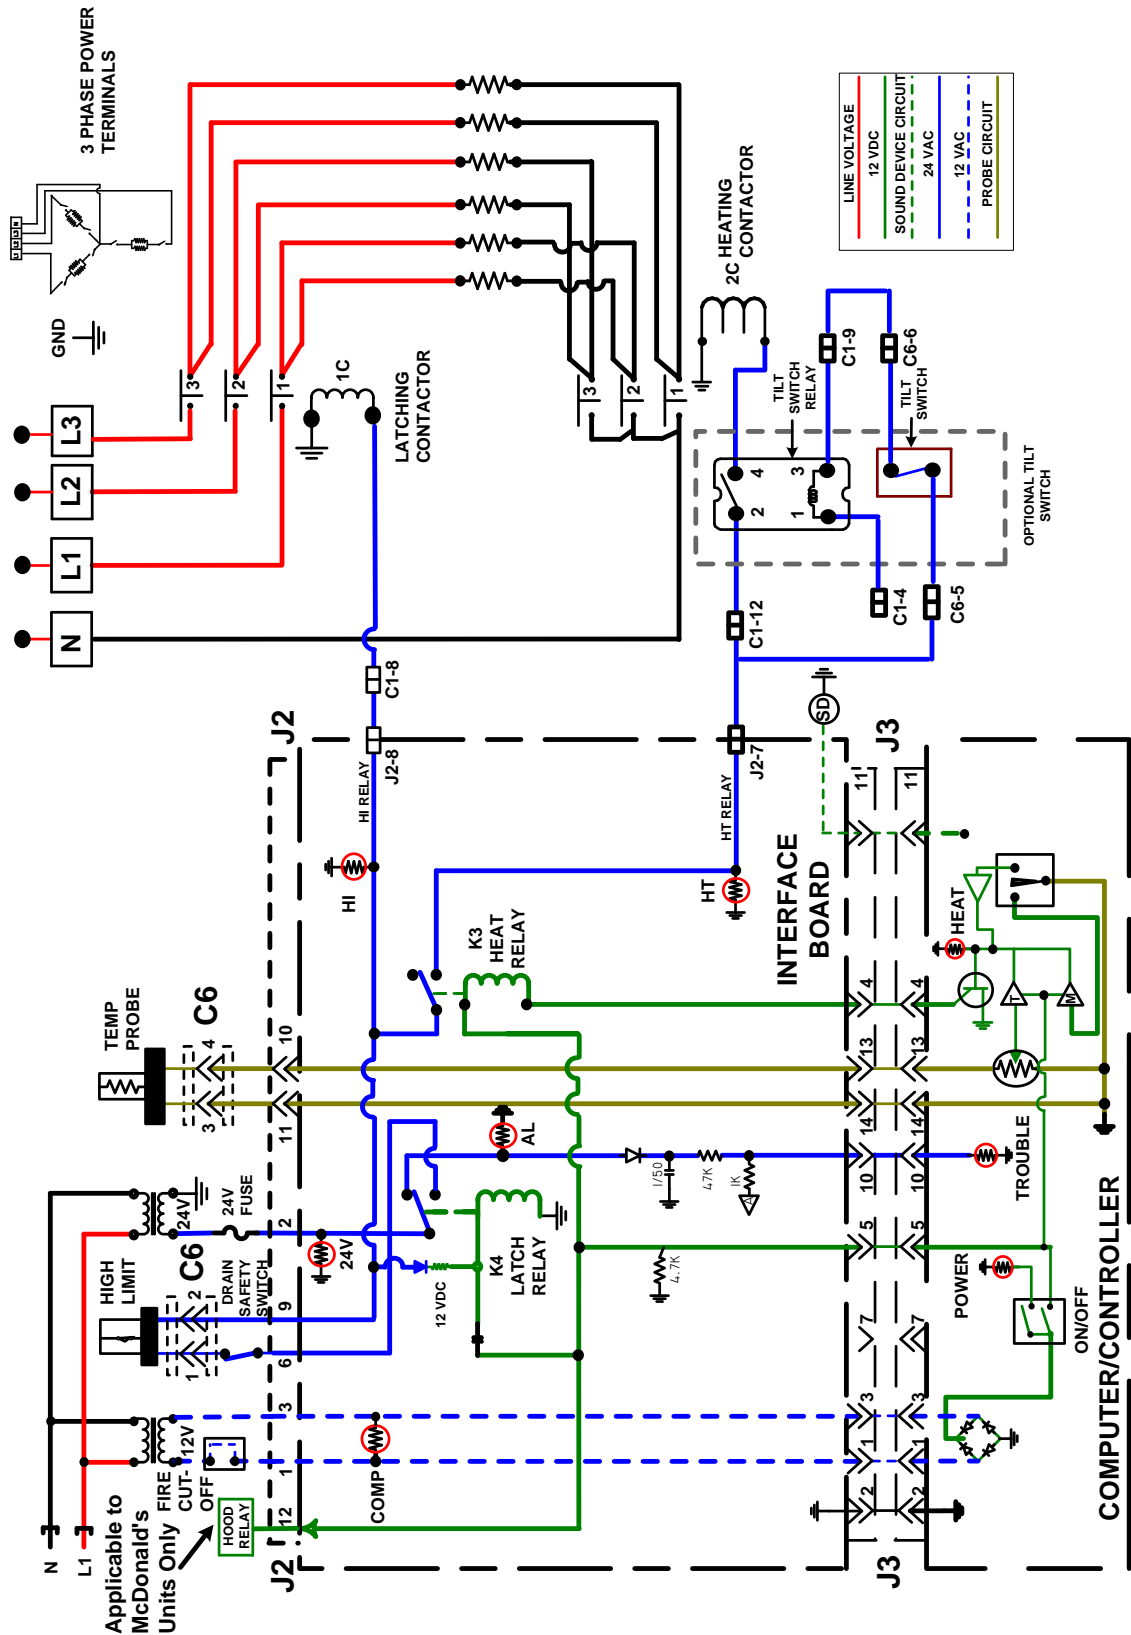 3 PHASE POWER
TERMINALS
GND
L3
L2
L1
N
3
2
1
1C
LATCHING
CONTACTOR
3
2
1
2C HEATING
CONTACTOR
LINE VOLTAGE
12 VDC
SOUND DEVICE CIRCUIT
24 VAC
12 VAC
PROBE CIRCUIT
TILT
SWITCH
RELAY
4
2
3
1
C1-9
C6-6
TILT
SWITCH
OPTIONAL TILT
SWITCH
C1-12
C1-4
C6-5
C1-8
J2
J2-8
HI RELAY
J2-7
HT RELAY
SD
J3
HI
HT
INTERFACE
BOARD
K3
HEAT
RELAY
TEMP
PROBE
C6
4
3
10
11
24V
24V
FUSE
2
24V
AL
K4
LATCH
RELAY
12 VDC
HIGH
LIMIT
C6
2
1
DRAIN
SAFETY
SWITCH
9
6
3
1
12
12V
FIRE
CUT-
OFF
HOOD
RELAY
COMP
N
L1
Applicable to
McDonald's
Units Only
J2
1/50
47K
1K
A
4.7K
11
11
4
4
13
13
14
14
10
10
5
5
7
7
3
3
1
1
2
2
J3
HEAT
T
M
TROUBLE
POWER
ON/OFF
COMPUTER/CONTROLLER